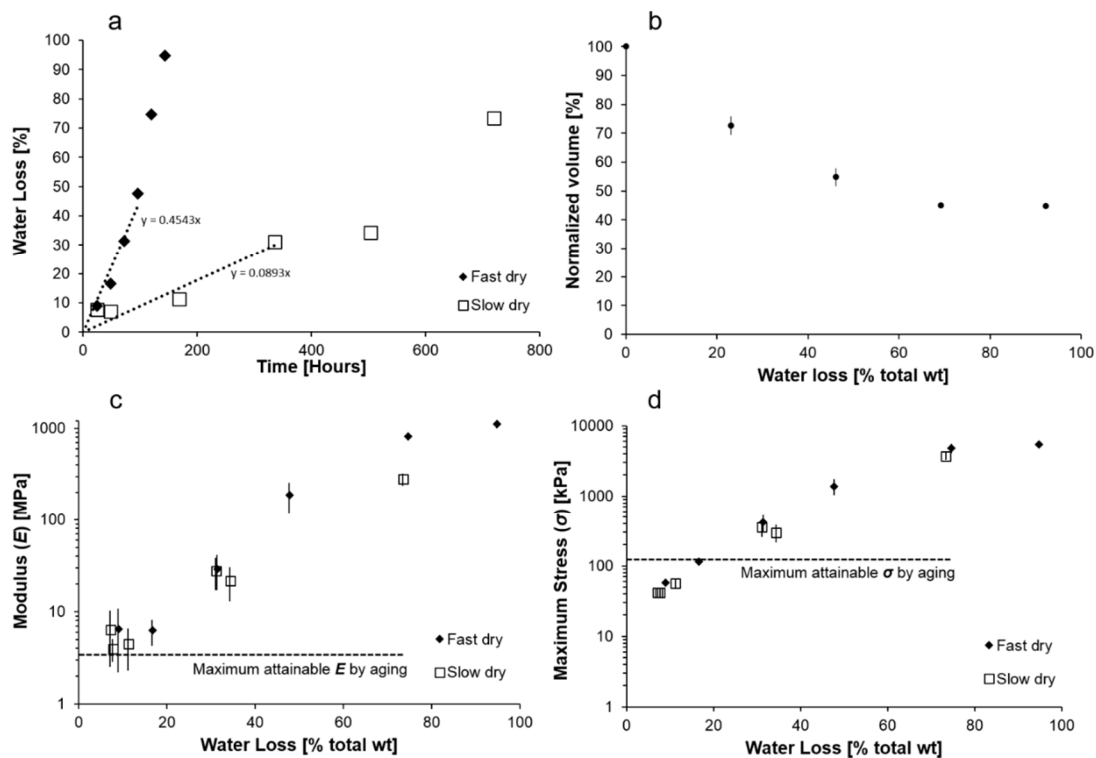 a
100
90
80
70
60
50
40
30
20
10
0
Water Loss [%]
y = 0.4543x
y = 0.0893x
Fast dry
Slow dry
0 200 400 600 800
Time [Hours]
b
100
90
80
70
60
50
40
30
20
10
0
Normalized volume [%]
0 20 40 60 80 100
Water loss [% total wt]
c
1000
100
10
1
Modulus (E) [MPa]
Maximum attainable E by aging
Fast dry
Slow dry
0 20 40 60 80 100
Water Loss [% total wt]
d
10000
1000
100
10
1
Maximum Stress (σ) [kPa]
Maximum attainable σ by aging
Fast dry
Slow dry
0 20 40 60 80 100
Water Loss [% total wt]